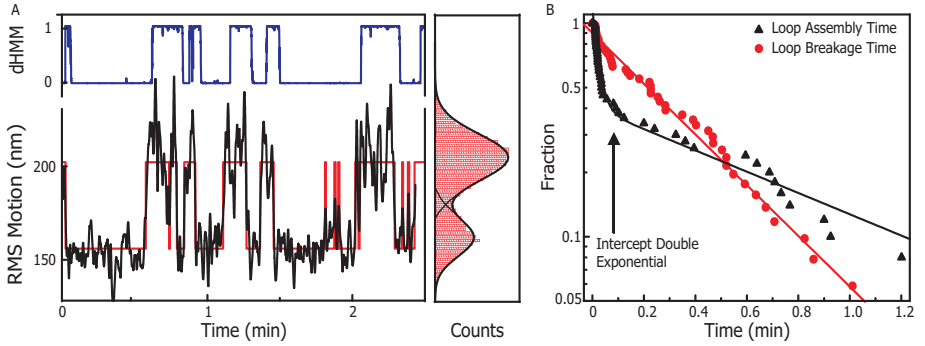 A
dHMM
1
0
RMS Motion (nm)
200
150
0
1
2
Time (min)
Counts
B
Fraction
1
0.5
0.1
0.05
Loop Assembly Time
Loop Breakage Time
Intercept Double
Exponential
0
0.2
0.4
0.6
0.8
1.0
1.2
Time (min)